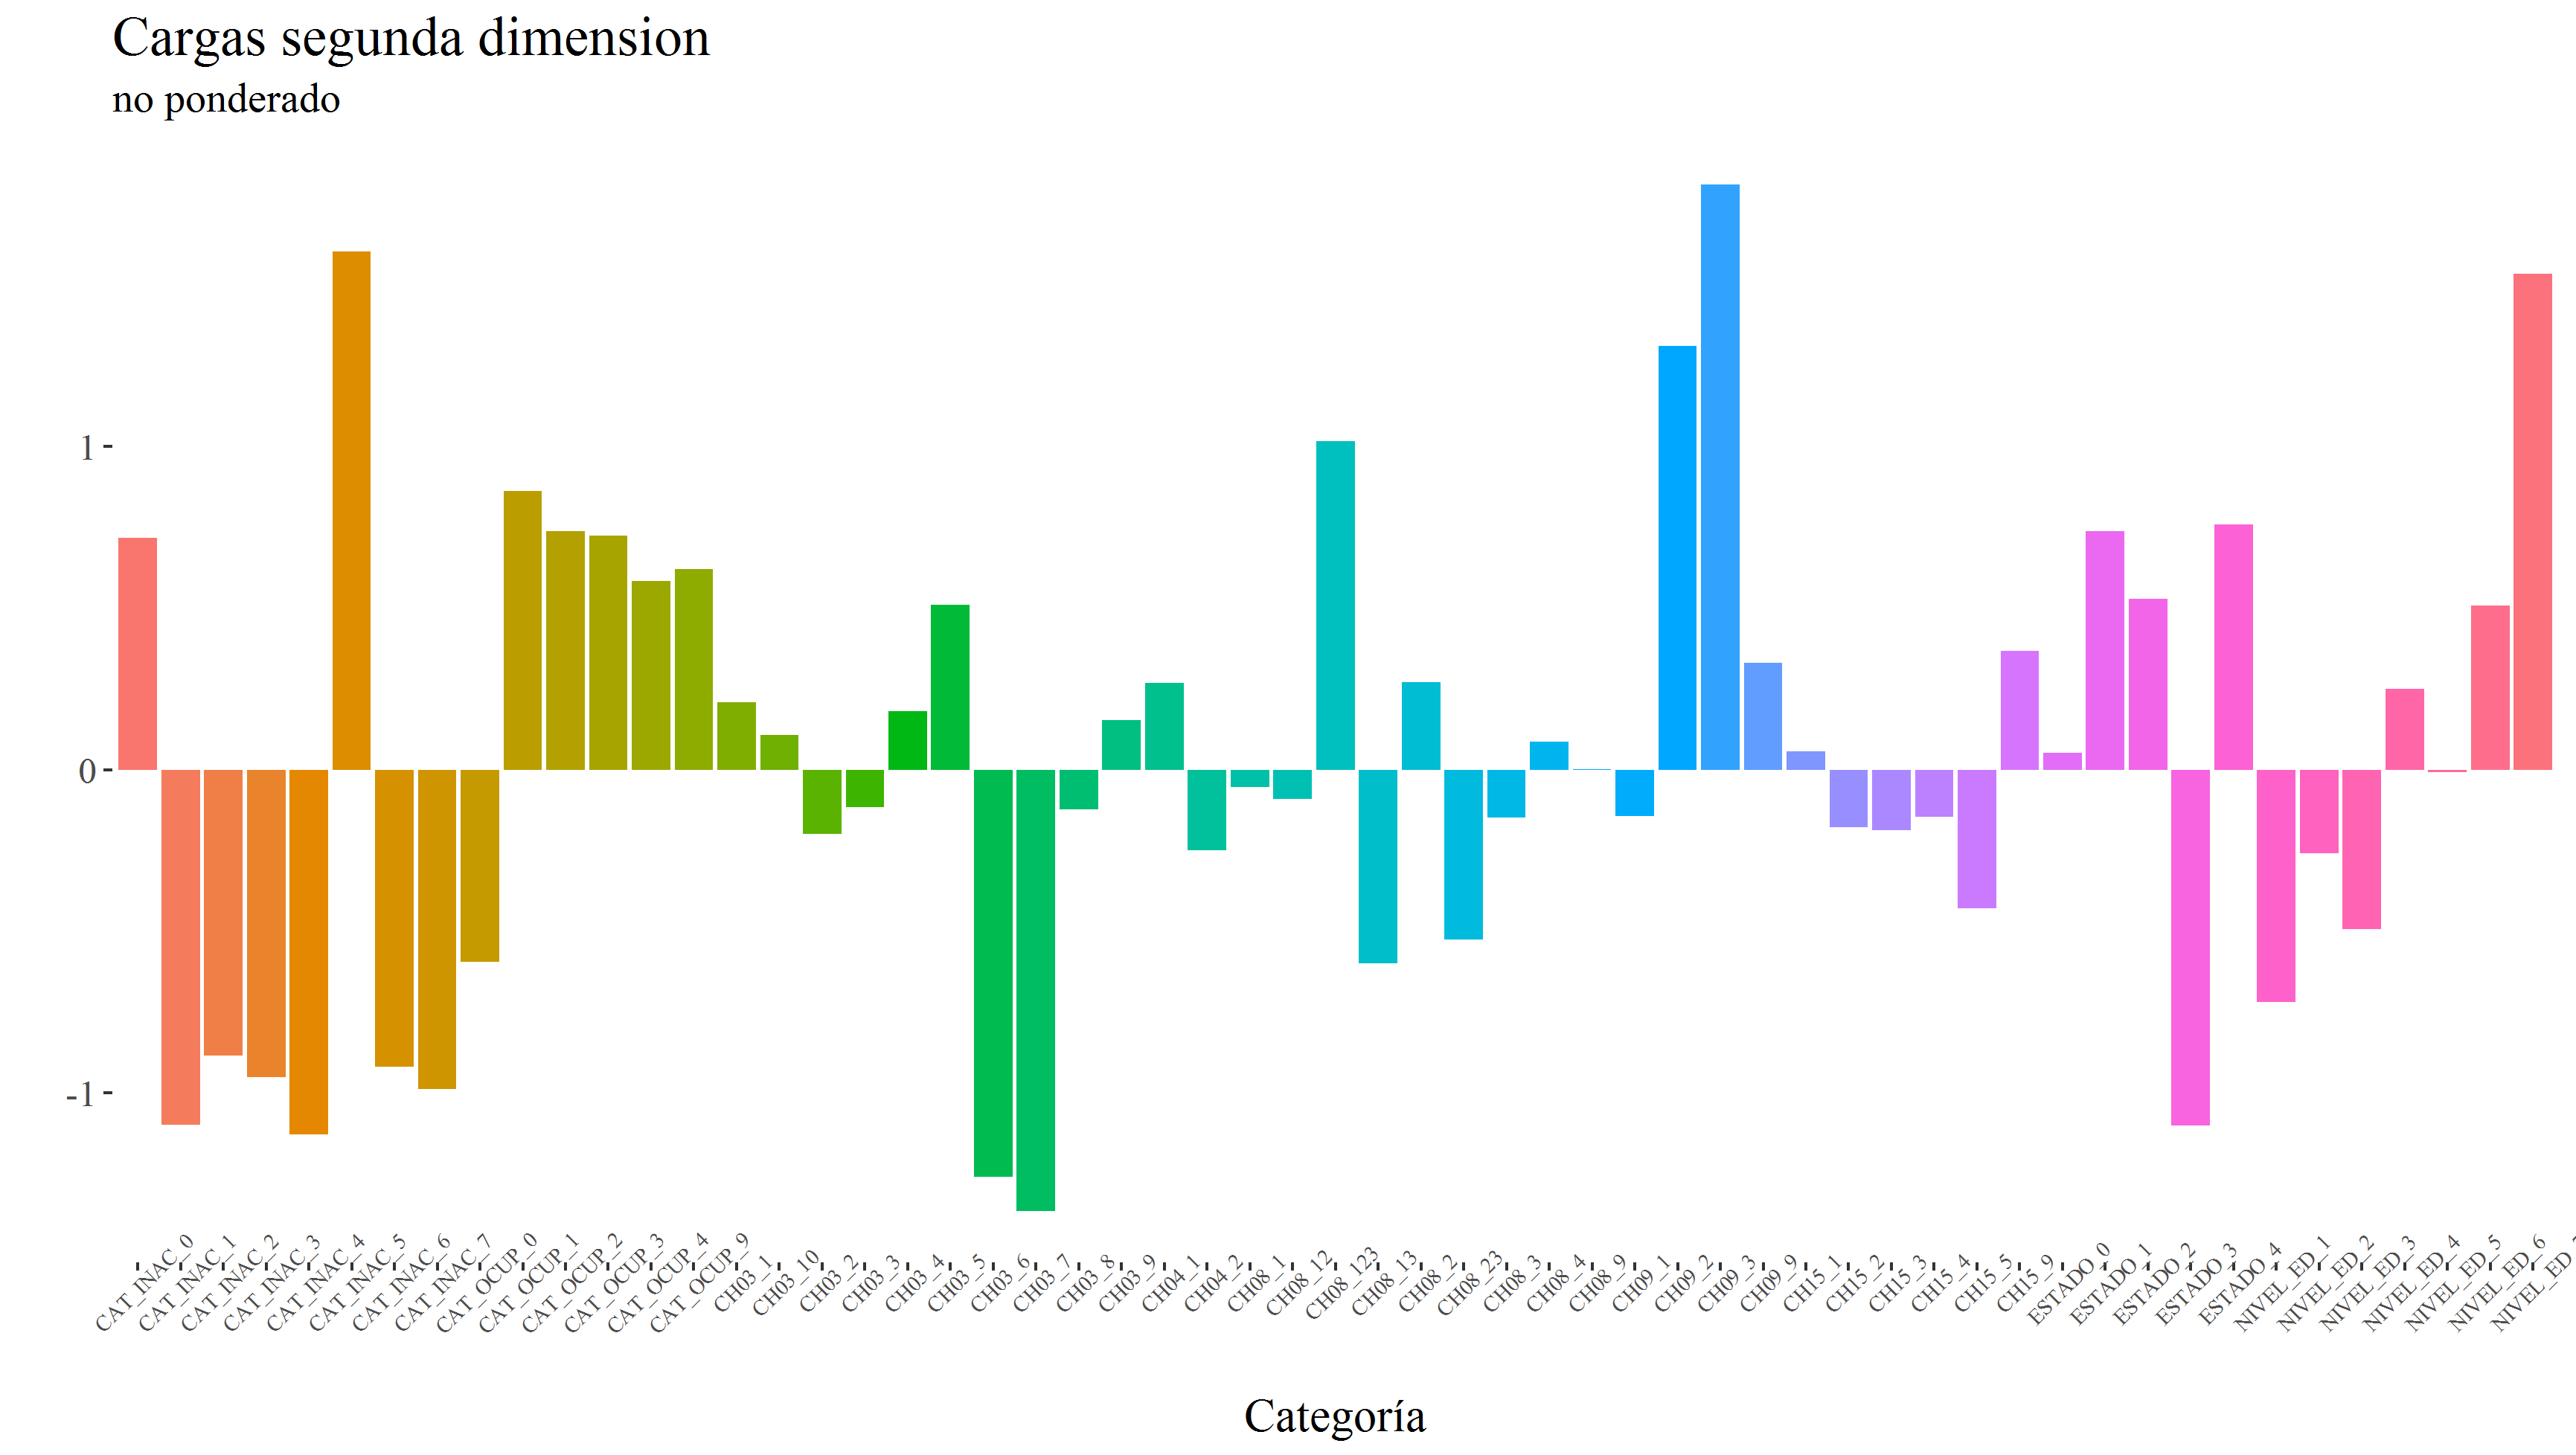 Cargas segunda dimension
no ponderado
1
0
-1
CAT_INAC_0
CAT_INAC_1
CAT_INAC_2
CAT_INAC_3
CAT_INAC_4
CAT_INAC_5
CAT_INAC_6
CAT_INAC_7
CAT_OCUP_0
CAT_OCUP_1
CAT_OCUP_2
CAT_OCUP_3
CAT_OCUP_4
CAT_OCUP_9
CH03_1
CH03_10
CH03_2
CH03_3
CH03_4
CH03_5
CH03_6
CH03_7
CH03_8
CH03_9
CH04_1
CH04_2
CH08_1
CH08_12
CH08_123
CH08_13
CH08_2
CH08_23
CH08_3
CH08_4
CH08_9
CH09_1
CH09_2
CH09_3
CH09_9
CH15_1
CH15_2
CH15_3
CH15_4
CH15_5
CH15_9
ESTADO_0
ESTADO_1
ESTADO_2
ESTADO_3
ESTADO_4
NIVEL_ED_1
NIVEL_ED_2
NIVEL_ED_3
NIVEL_ED_4
NIVEL_ED_5
NIVEL_ED_6
NIVEL_ED_7
Categoría